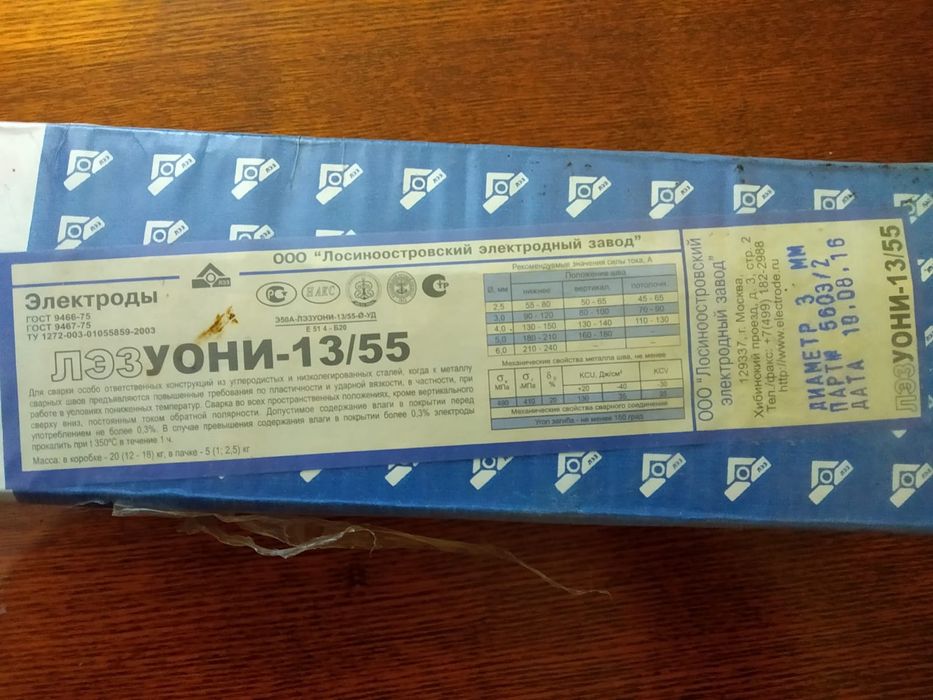 ООО "Лосиноостровский электродный завод"
Электроды
ГОСТ 9466-75
ГОСТ 9467-75
ТУ 1272-003-01055859-2003
НАКС
Э50А-ЛЭЗУОНИ-13/55-Ø-УД
Е 51 4 - Б20
ЛЭЗУОНИ-13/55
Для сварки особо ответственных конструкций из углеродистых и низколегированных сталей, когда к металлу
сварных швов предъявляются повышенные требования по пластичности и ударной вязкости, в частности, при
работе в условиях пониженных температур. Сварка во всех пространственных положениях, кроме вертикального
сверху вниз, постоянным током обратной полярности. Допустимое содержание влаги в покрытии перед
употреблением не более 0,3%. В случае превышения содержания влаги в покрытии более 0,3% электроды
прокалить при t 350ºC в течение 1 ч.
Масса: в коробке - 20 (12 - 16) кг, в пачке - 5 (1; 2,5) кг
Рекомендуемые значения силы тока, А
Ø, мм Положение шва
нижнее вертикал. потолочн.
2,5 55 - 80 50 - 65 45 - 65
3,0 90 - 120 80 - 100 70 - 90
4,0 130 - 150 130 - 140 110 - 130
5,0 180 - 210 160 - 180 –
6,0 210 - 240 – –
Механические свойства металла шва, не менее
σ МПа σ МПа δ % KCU, Дж/см² KCV
+20 -40 -30
490 410 20 130 35 35
Механические свойства сварного соединения
Угол загиба - не менее 150 град.
ООО "Лосиноостровский
электродный завод"
129337, г. Москва,
Хибинский проезд, д. 3, стр. 2
Тел/факс: +7(499) 182-2988
http://www.electrode.ru
ДИАМЕТР 3 ММ
ПАРТ№ 5603/2
ДАТА 19.08.16
ЛЭЗУОНИ-13/55